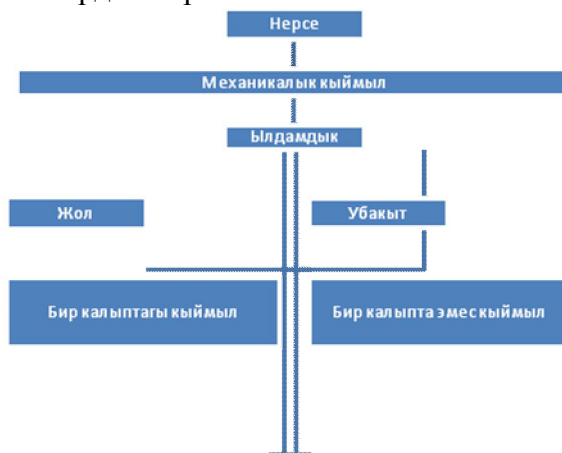 Нерсе
Механикалык кыймыл
Ылдамдык
Жол
Убакыт
Бир калыптагы кыймыл
Бир калыпта эмес кыймыл